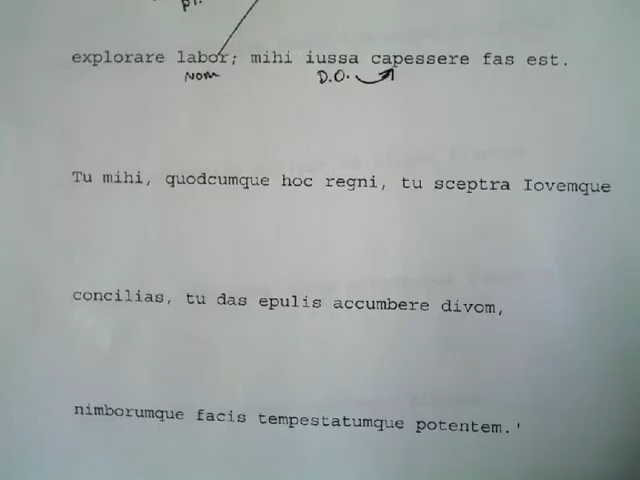 pl.
explorare labor; mihi iussa capessere fas est.
Nom D.O.
Tu mihi, quodcumque hoc regni, tu sceptra Iovemque
concilias, tu das epulis accumbere divom,
nimborumque facis tempestatumque potentem.'